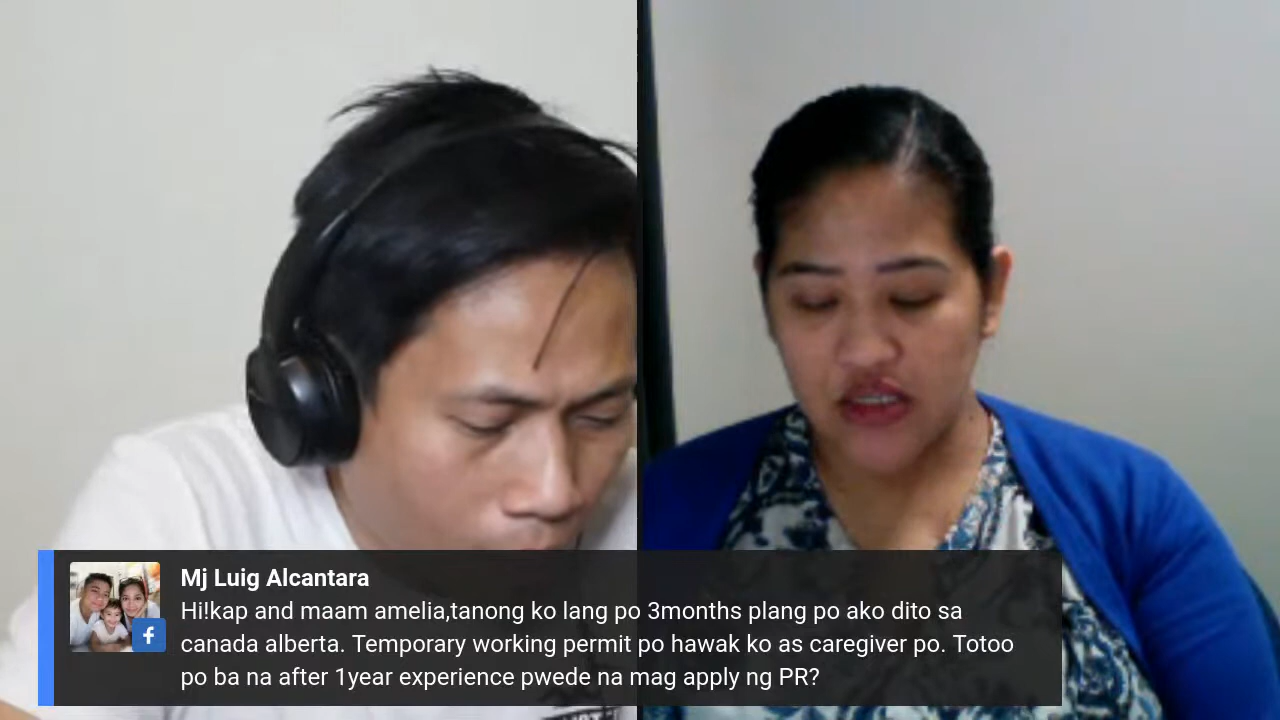 Mj Luig Alcantara
Hi!kap and maam amelia,tanong ko lang po 3months plang po ako dito sa
canada alberta. Temporary working permit po hawak ko as caregiver po. Totoo
po ba na after 1year experience pwede na mag apply ng PR?